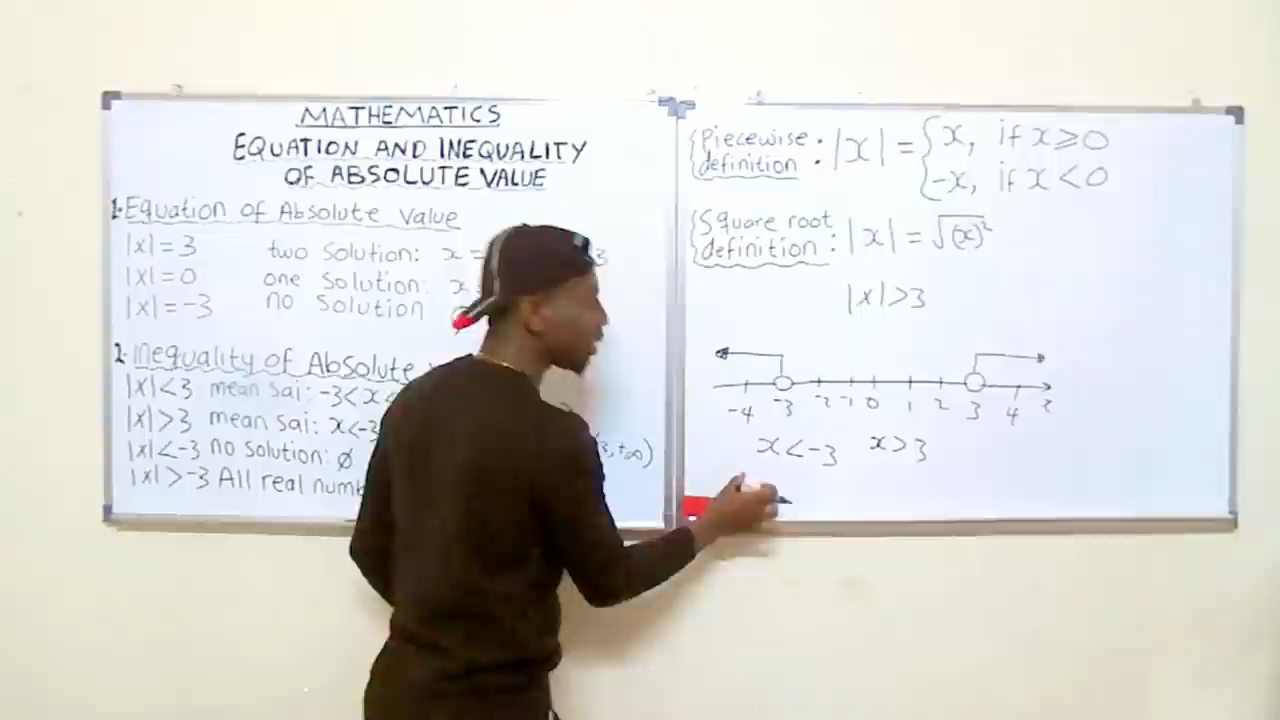 MATHEMATICS
EQUATION AND INEQUALITY
OF ABSOLUTE VALUE
1. Equation of Absolute Value
|x|=3 two solution: x = 3
|x|=0 one solution: x
|x|=-3 no solution
2. Inequality of Absolute
|x|<3 mean sai: -3<x<
|x|>3 mean sai: x<-3
|x|<-3 no solution: ø (3,+∞)
|x|>-3 All real
Piecewise definition: |x| = { x, if x⩾0
-x, if x<0
Square root definition: |x| = √(x)²
|x|>3
-4 -3 -2 -1 0 1 2 3 4
x<-3 x>3